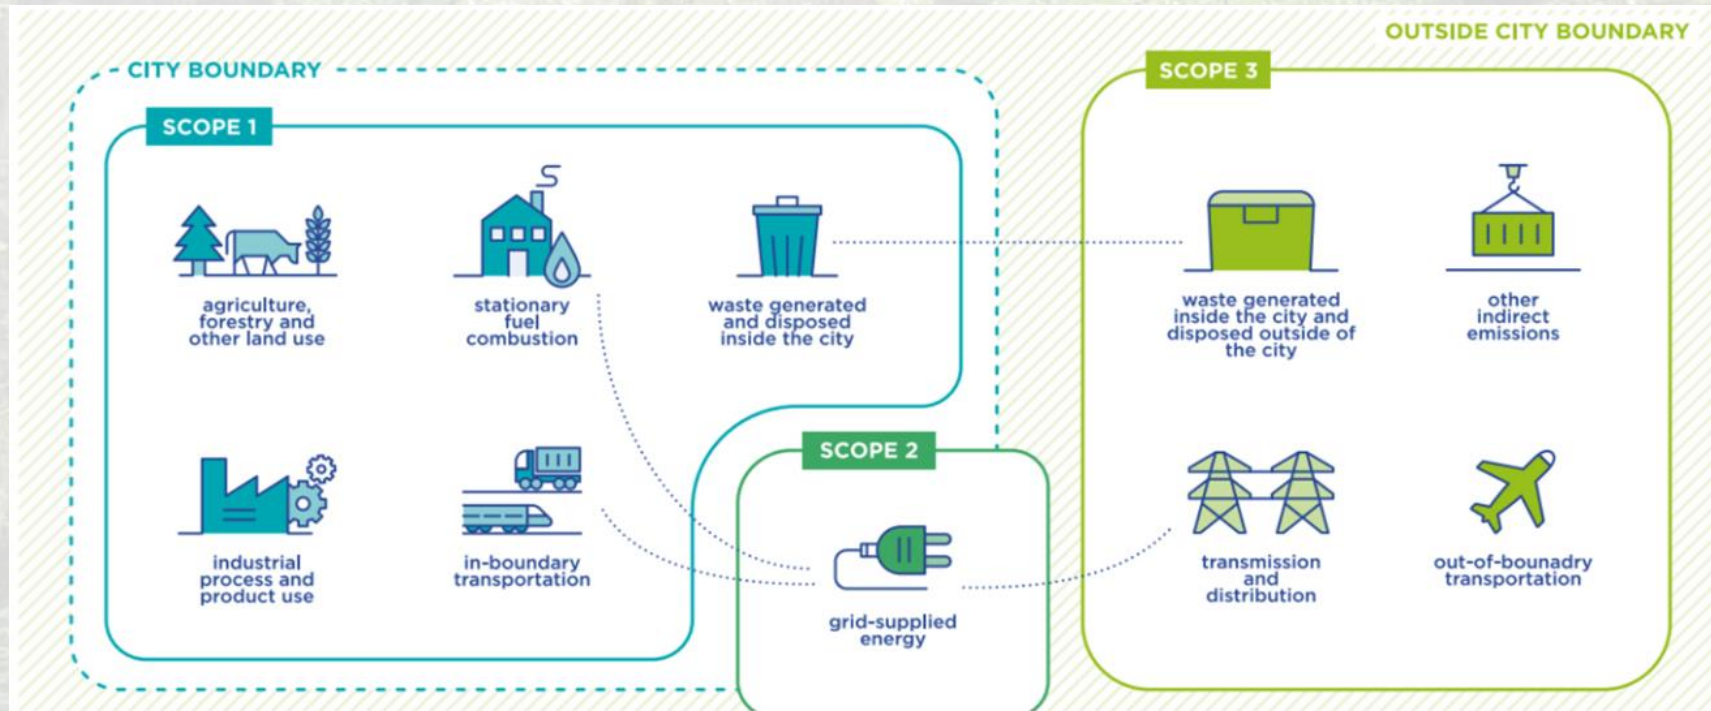 OUTSIDE CITY BOUNDARY
CITY BOUNDARY
SCOPE 1
agriculture,
forestry and
other land use
stationary
fuel
combustion
waste generated
and disposed
inside the city
industrial
process and
product use
in-boundary
transportation
SCOPE 2
grid-supplied
energy
SCOPE 3
waste generated
inside the city and
disposed outside of
the city
other
indirect
emissions
transmission
and
distribution
out-of-bounadry
transportation